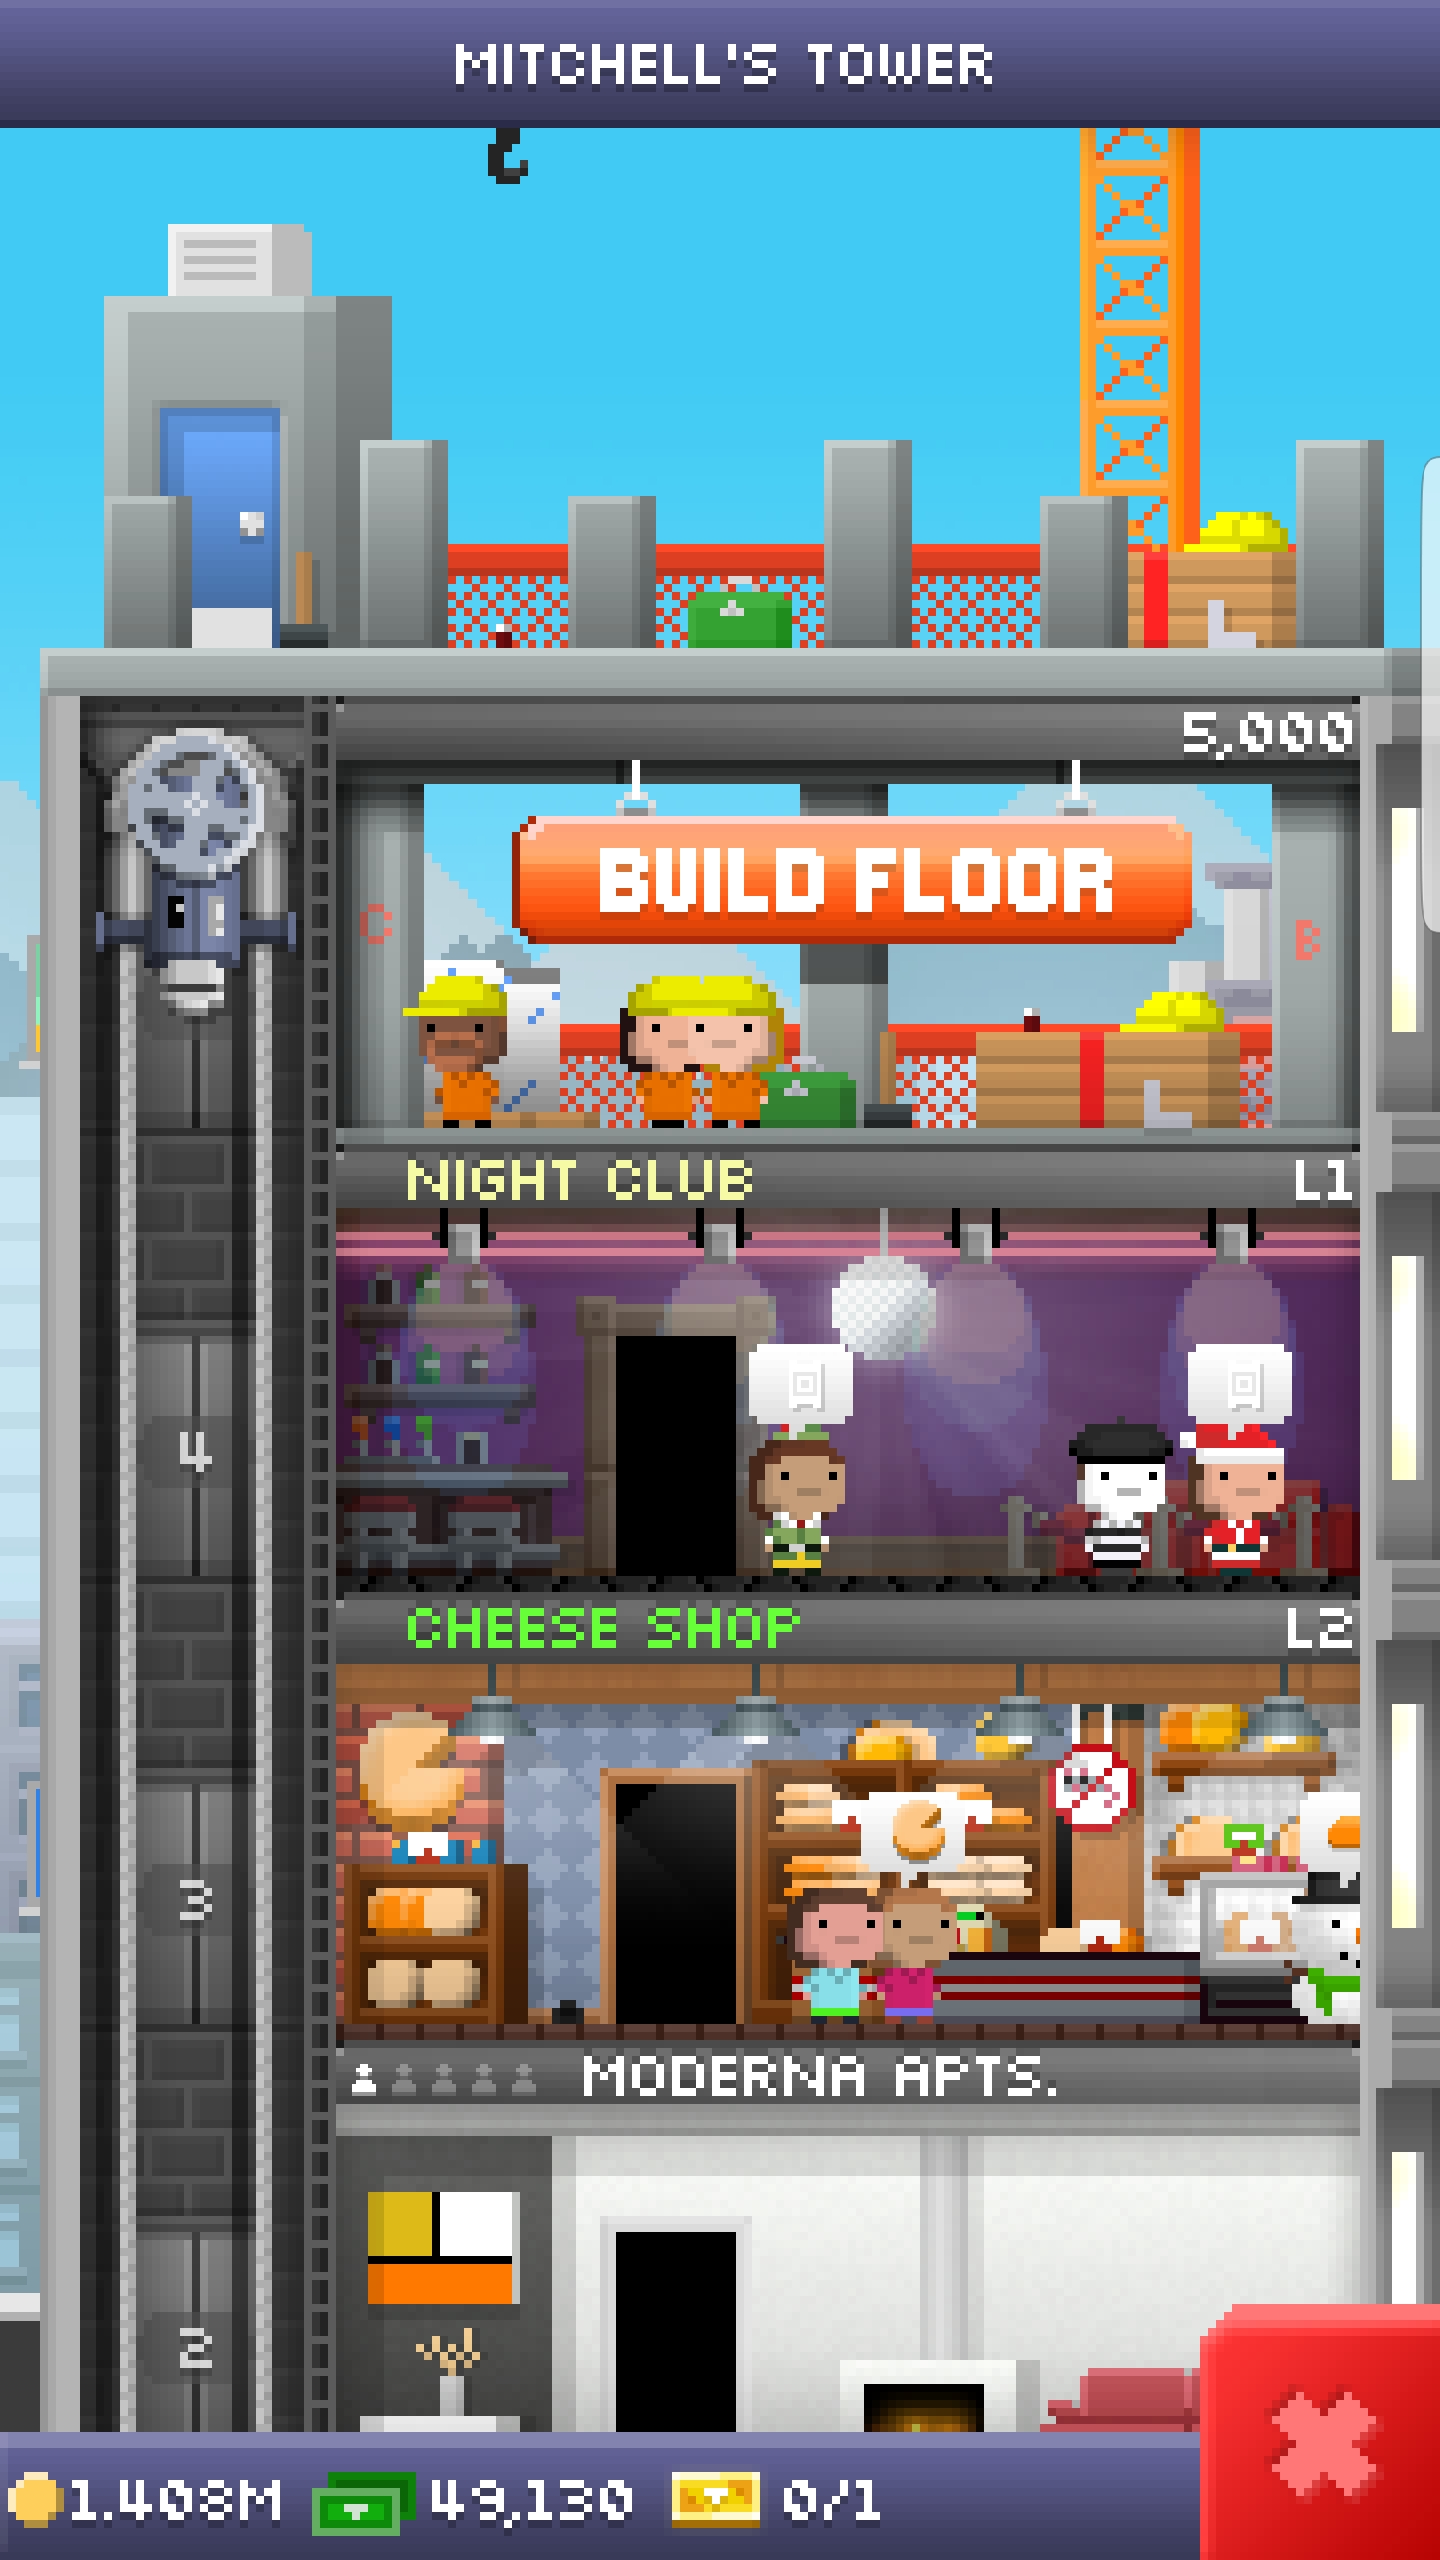 MITCHELL'S TOWER
5,000
BUILD FLOOR
C
B
NIGHT CLUB L1
4
CHEESE SHOP L2
3
MODERNA APTS.
2
1.408M 49,130 0/1